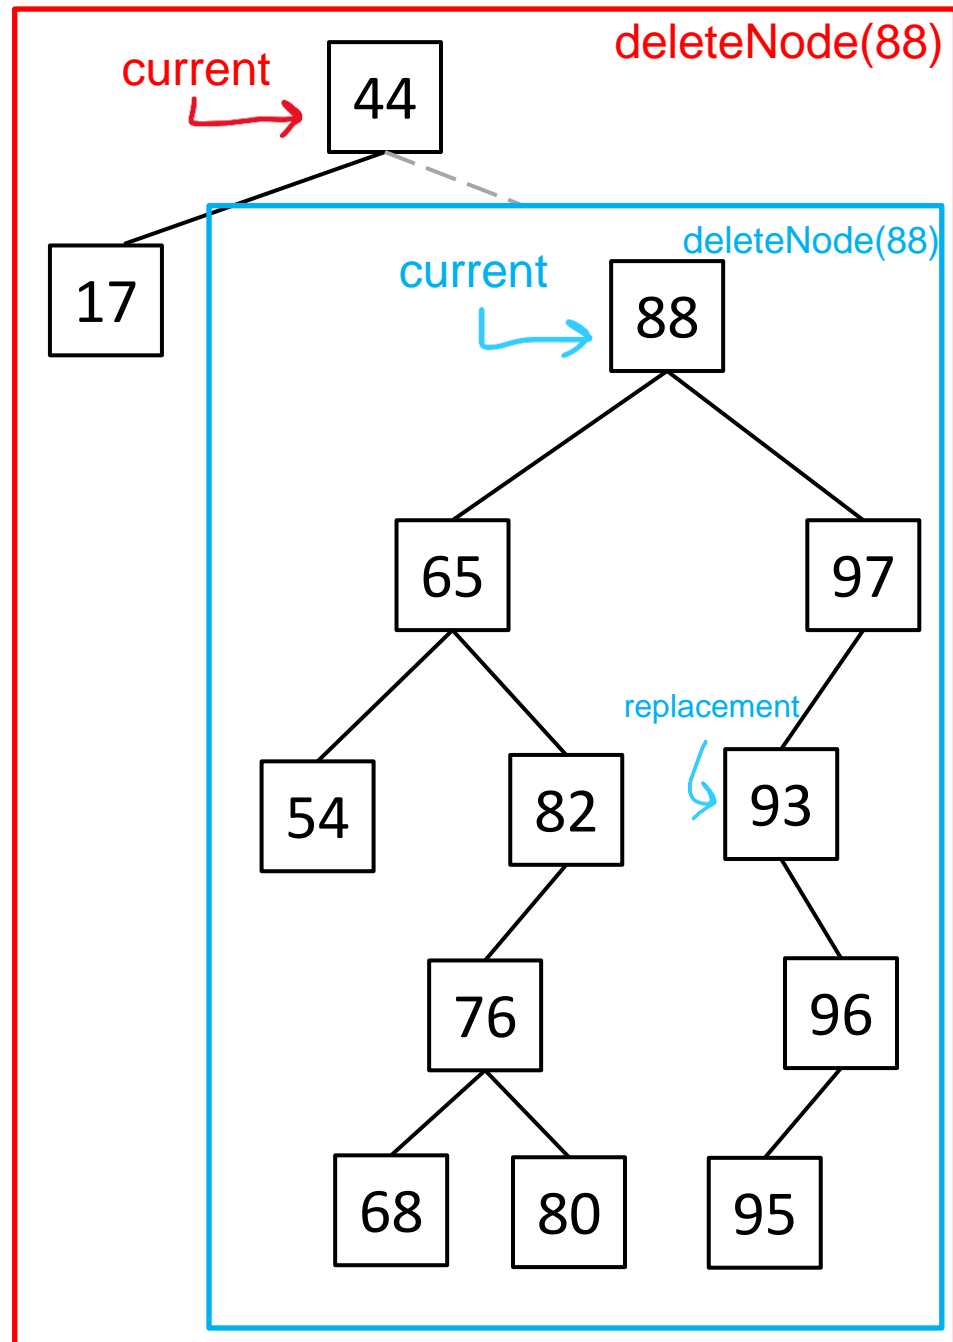 deleteNode(88)
current
44
deleteNode(88)
current
17
88
65
97
replacement
54
82
93
76
96
68
80
95